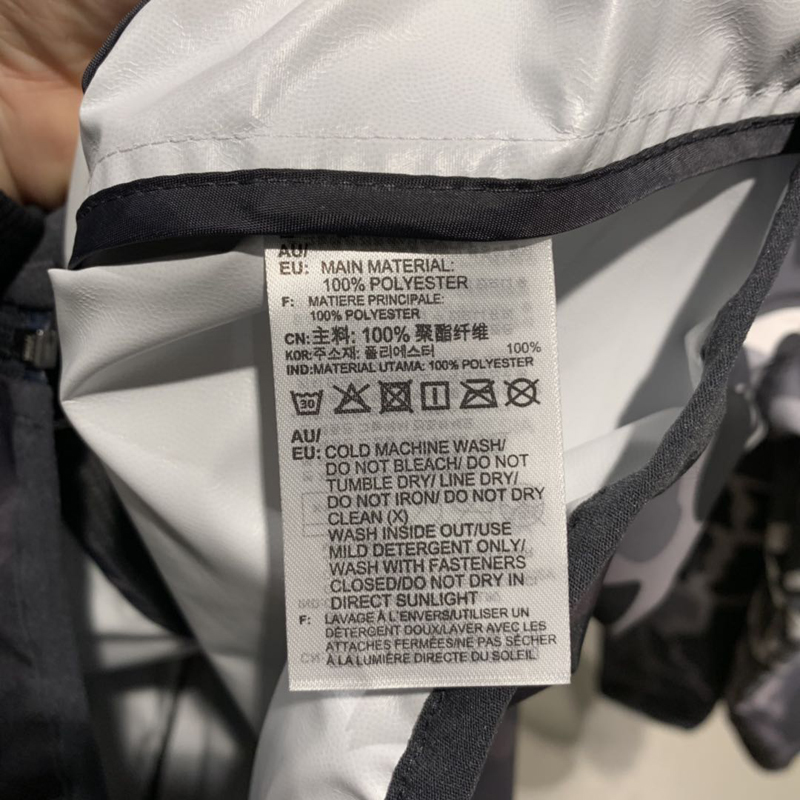 AU/
EU: MAIN MATERIAL:
100% POLYESTER
F: MATIERE PRINCIPALE:
100% POLYESTER
CN:主料: 100% 聚酯纤维
KOR:주소재: 폴리에스터 100%
IND:MATERIAL UTAMA: 100% POLYESTER
30
AU/
EU: COLD MACHINE WASH/
DO NOT BLEACH/ DO NOT
TUMBLE DRY/ LINE DRY/
DO NOT IRON/ DO NOT DRY
CLEAN (X)
WASH INSIDE OUT/USE
MILD DETERGENT ONLY/
WASH WITH FASTENERS
CLOSED/DO NOT DRY IN
DIRECT SUNLIGHT
F: LAVAGE À L'ENVERS/UTILISER UN
DÉTERGENT DOUX/LAVER AVEC LES
ATTACHES FERMÉES/NE PAS SÉCHER
À LA LUMIÈRE DIRECTE DU SOLEIL